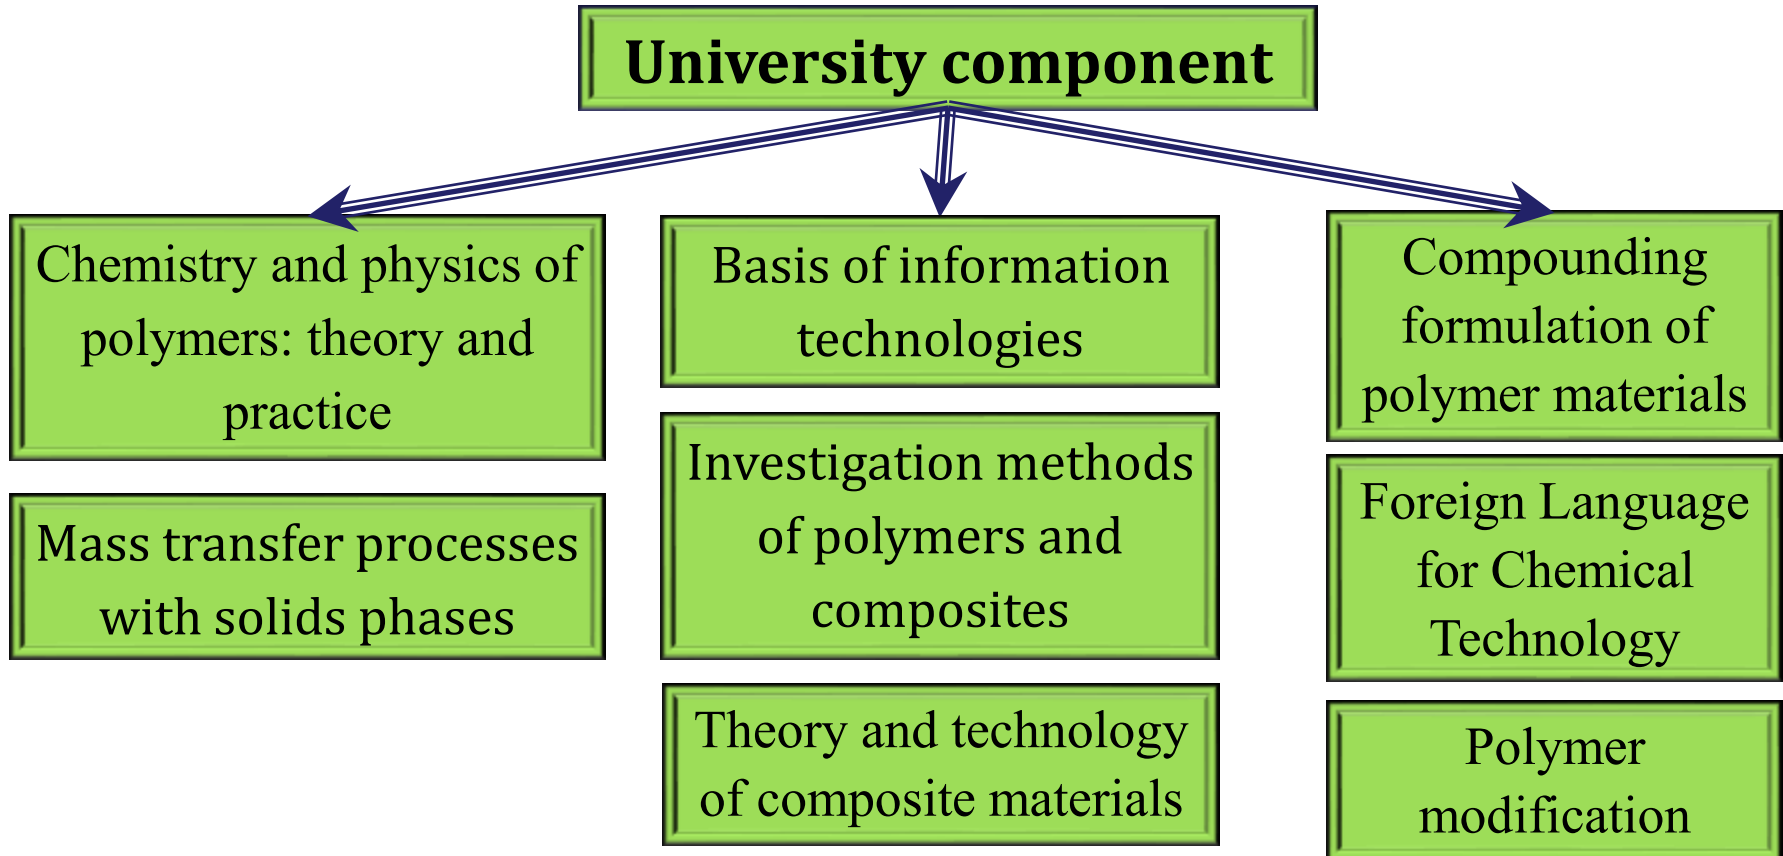 University component
Chemistry and physics of
polymers: theory and
practice
Mass transfer processes
with solids phases
Basis of information
technologies
Investigation methods
of polymers and
composites
Theory and technology
of composite materials
Compounding
formulation of
polymer materials
Foreign Language
for Chemical
Technology
Polymer
modification